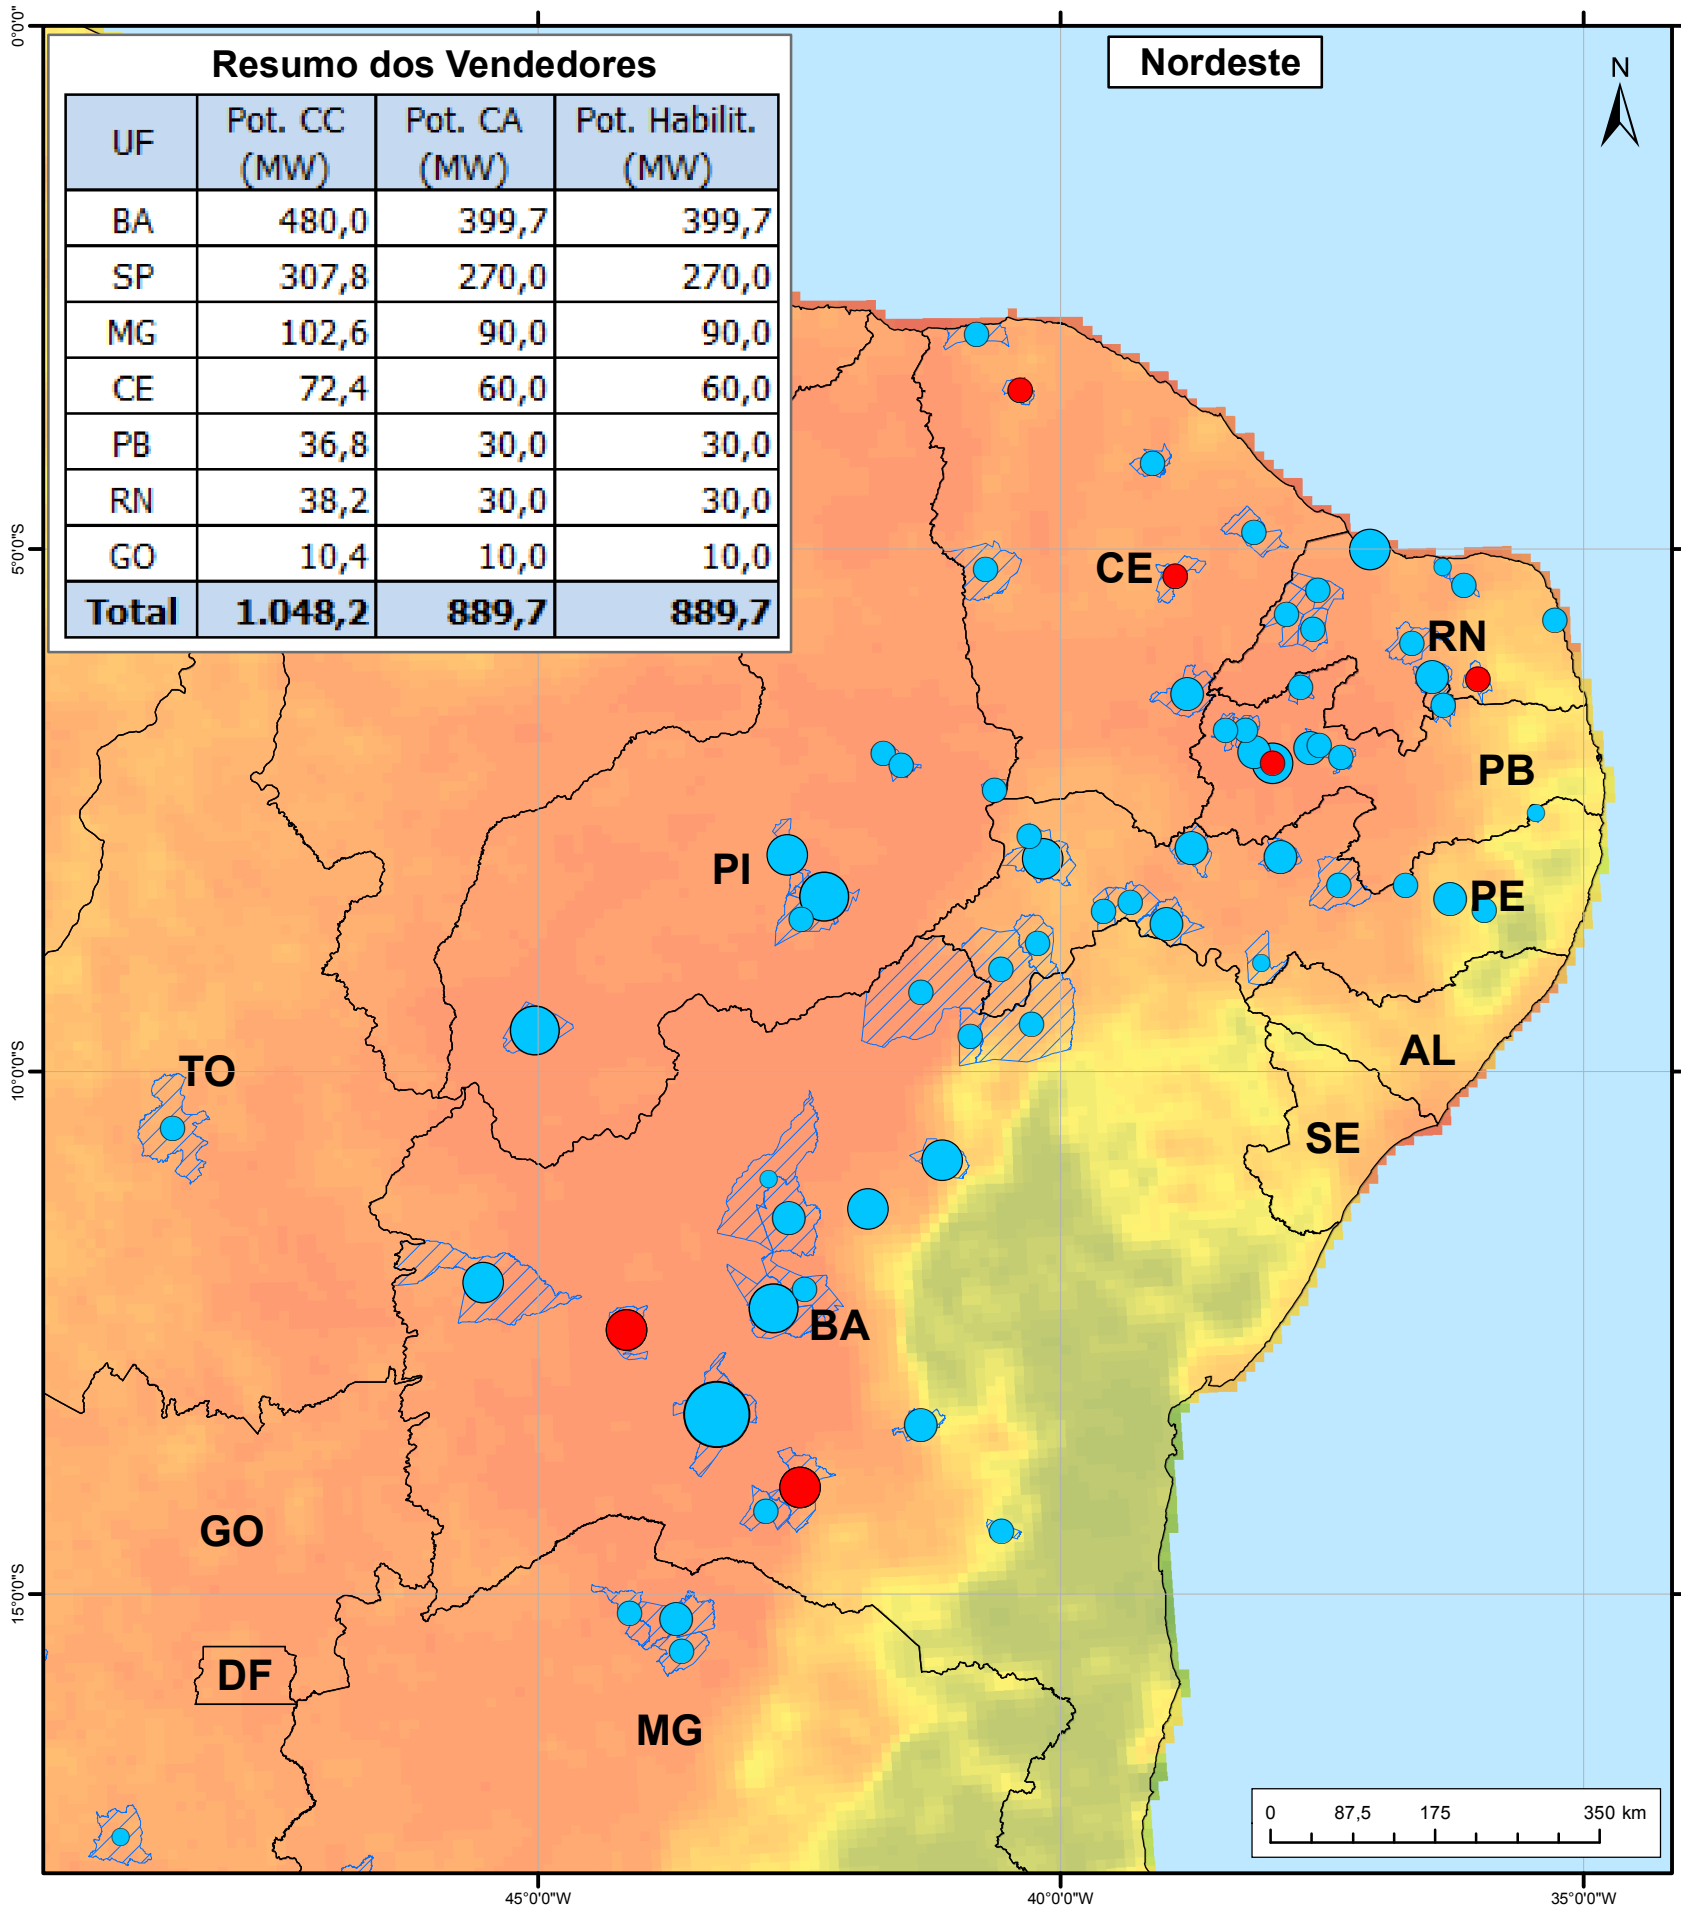 Resumo dos Vendedores
UF Pot. CC (MW) Pot. CA (MW) Pot. Habilit. (MW)
BA 480,0 399,7 399,7
SP 307,8 270,0 270,0
MG 102,6 90,0 90,0
CE 72,4 60,0 60,0
PB 36,8 30,0 30,0
RN 38,2 30,0 30,0
GO 10,4 10,0 10,0
Total 1.048,2 889,7 889,7
Nordeste
N
0°0'0"
5°0'0"S
10°0'0"S
15°0'0"S
CE
RN
PB
PI
PE
TO
AL
SE
BA
GO
DF
MG
0 87,5 175 350 km
45°0'0"W 40°0'0"W 35°0'0"W